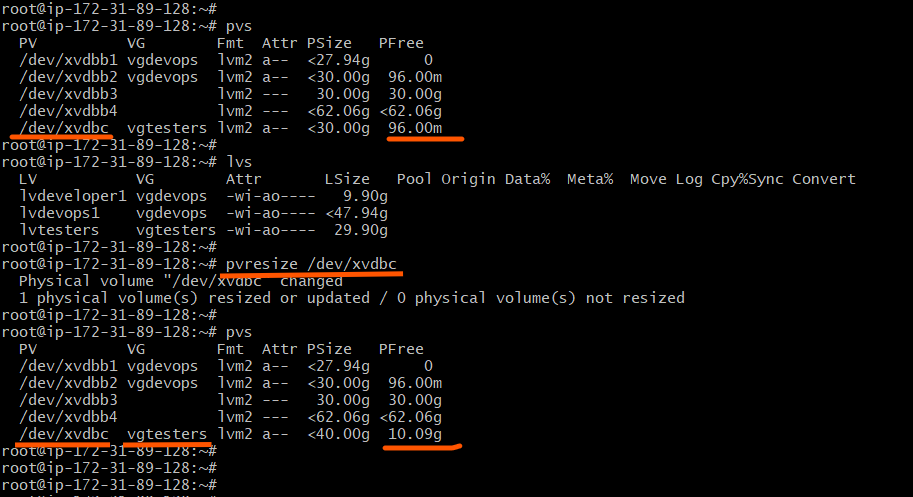 root@ip-172-31-89-128:~#
root@ip-172-31-89-128:~# pvs
  PV         VG        Fmt  Attr PSize   PFree
  /dev/xvdbb1 vgdevops  lvm2 a--  <27.94g      0
  /dev/xvdbb2 vgdevops  lvm2 a--  <30.00g  96.00m
  /dev/xvdbb3           lvm2 ---   30.00g  30.00g
  /dev/xvdbb4           lvm2 ---  <62.06g <62.06g
  /dev/xvdbc  vgtesters lvm2 a--  <30.00g  96.00m
root@ip-172-31-89-128:~#
root@ip-172-31-89-128:~# lvs
  LV           VG        Attr       LSize   Pool Origin Data%  Meta%  Move Log Cpy%Sync Convert
  lvdeveloper1 vgdevops  -wi-ao----   9.90g
  lvdevops1    vgdevops  -wi-ao---- <47.94g
  lvtesters    vgtesters -wi-ao----  29.90g
root@ip-172-31-89-128:~#
root@ip-172-31-89-128:~# pvresize /dev/xvdbc
  Physical volume "/dev/xvdbc" changed
  1 physical volume(s) resized or updated / 0 physical volume(s) not resized
root@ip-172-31-89-128:~#
root@ip-172-31-89-128:~# pvs
  PV         VG        Fmt  Attr PSize   PFree
  /dev/xvdbb1 vgdevops  lvm2 a--  <27.94g      0
  /dev/xvdbb2 vgdevops  lvm2 a--  <30.00g  96.00m
  /dev/xvdbb3           lvm2 ---   30.00g  30.00g
  /dev/xvdbb4           lvm2 ---  <62.06g <62.06g
  /dev/xvdbc  vgtesters lvm2 a--  <40.00g  10.09g
root@ip-172-31-89-128:~#
root@ip-172-31-89-128:~#
root@ip-172-31-89-128:~#